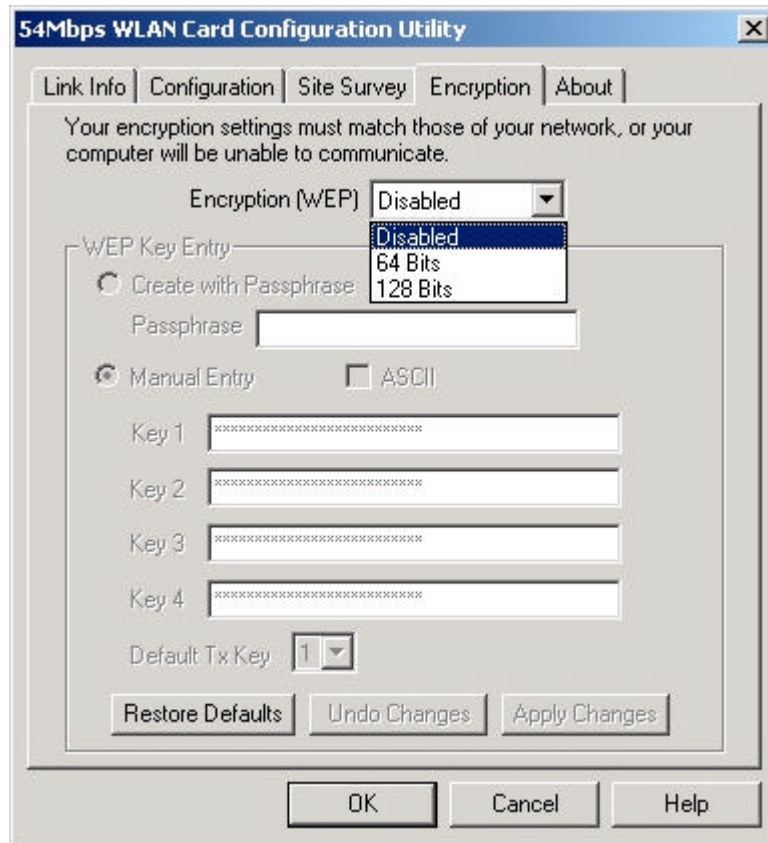 54Mbps WLAN Card Configuration Utility
Link Info Configuration Site Survey Encryption About
Your encryption settings must match those of your network, or your
computer will be unable to communicate.
Encryption (WEP) Disabled
Disabled
64 Bits
128 Bits
WEP Key Entry
Create with Passphrase
Passphrase
Manual Entry ASCII
Key 1 **************************
Key 2 **************************
Key 3 **************************
Key 4 **************************
Default Tx Key 1
Restore Defaults Undo Changes Apply Changes
OK Cancel Help